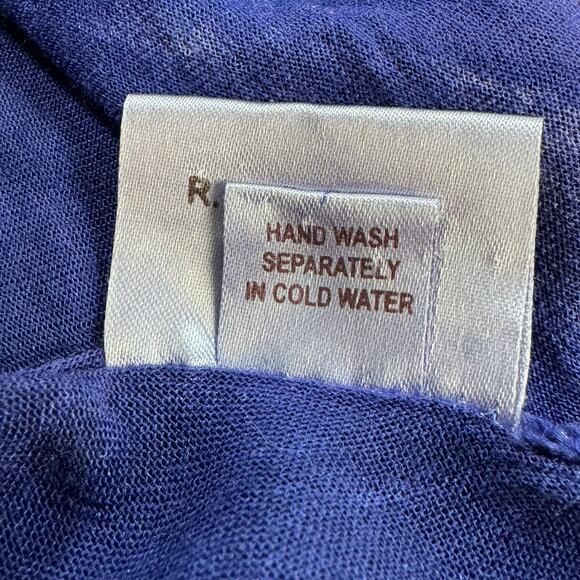 R.
HAND WASH
SEPARATELY
IN COLD WATER